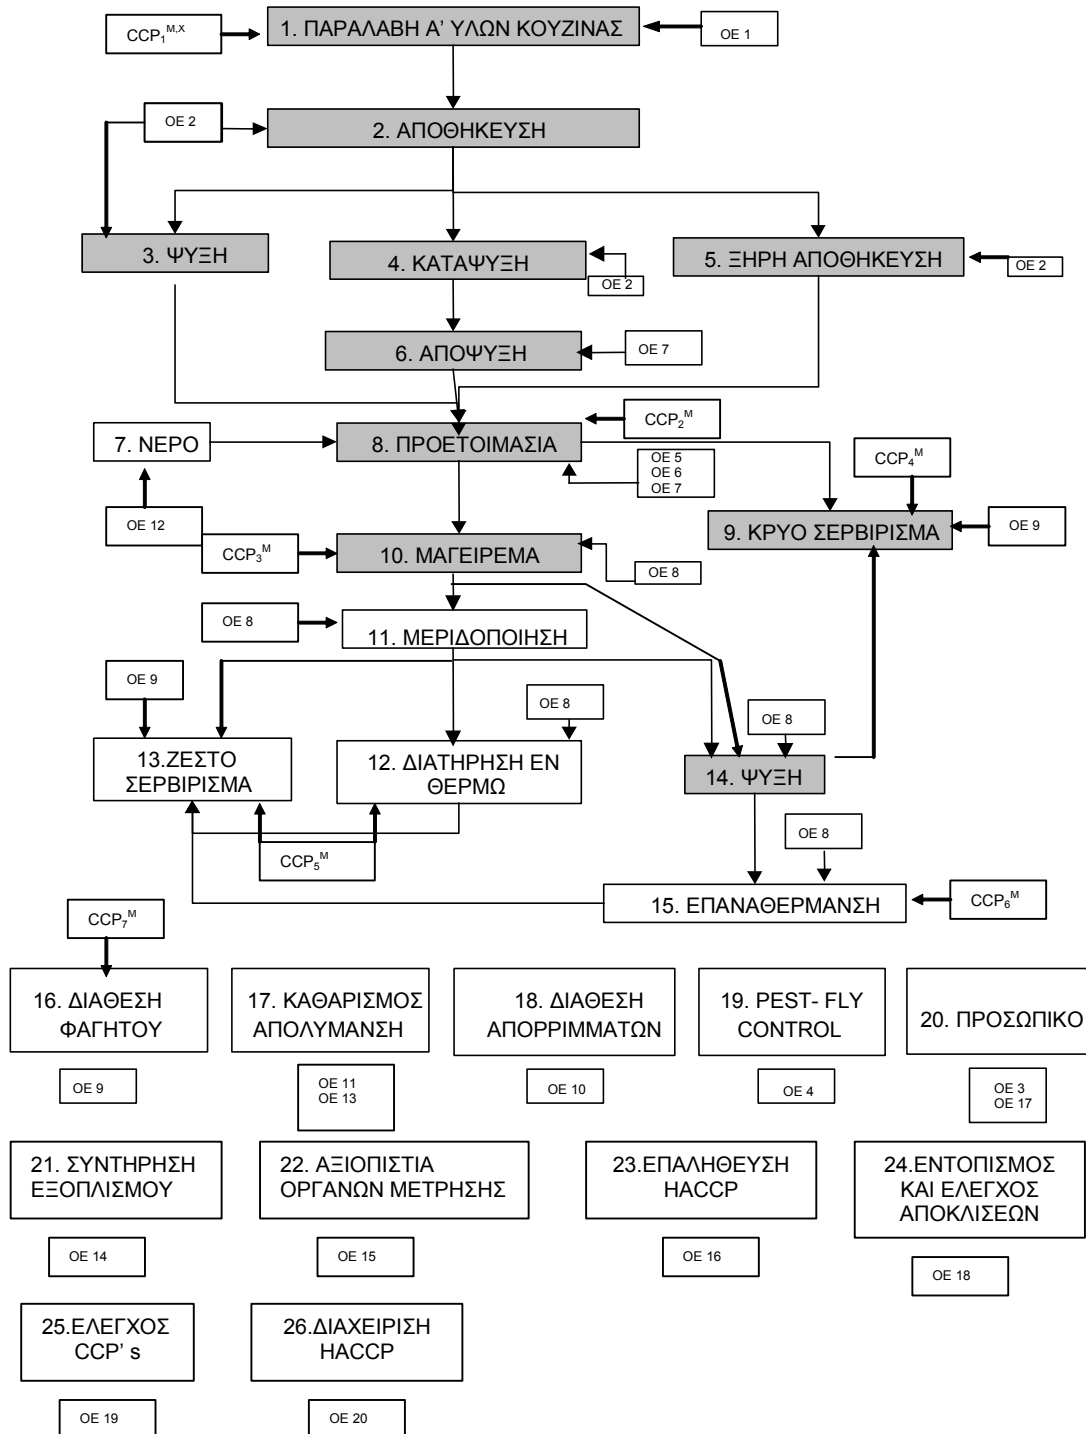 CCP₁ᴹ,ˣ
1. ΠΑΡΑΛΑΒΗ Α' ΥΛΩΝ ΚΟΥΖΙΝΑΣ
ΟΕ 1
ΟΕ 2
2. ΑΠΟΘΗΚΕΥΣΗ
3. ΨΥΞΗ
4. ΚΑΤΑΨΥΞΗ
5. ΞΗΡΗ ΑΠΟΘΗΚΕΥΣΗ
ΟΕ 2
ΟΕ 2
6. ΑΠΟΨΥΞΗ
ΟΕ 7
CCP₂ᴹ
7. ΝΕΡΟ
8. ΠΡΟΕΤΟΙΜΑΣΙΑ
CCP₄ᴹ
ΟΕ 5
ΟΕ 6
ΟΕ 7
ΟΕ 12
9. ΚΡΥΟ ΣΕΡΒΙΡΙΣΜΑ
ΟΕ 9
CCP₃ᴹ
10. ΜΑΓΕΙΡΕΜΑ
ΟΕ 8
ΟΕ 8
11. ΜΕΡΙΔΟΠΟΙΗΣΗ
ΟΕ 9
ΟΕ 8
ΟΕ 8
13.ΖΕΣΤΟ
ΣΕΡΒΙΡΙΣΜΑ
12. ΔΙΑΤΗΡΗΣΗ ΕΝ
ΘΕΡΜΩ
14. ΨΥΞΗ
ΟΕ 8
CCP₅ᴹ
15. ΕΠΑΝΑΘΕΡΜΑΝΣΗ
CCP₆ᴹ
CCP₇ᴹ
16. ΔΙΑΘΕΣΗ
ΦΑΓΗΤΟΥ
17. ΚΑΘΑΡΙΣΜΟΣ
ΑΠΟΛΥΜΑΝΣΗ
18. ΔΙΑΘΕΣΗ
ΑΠΟΡΡΙΜΜΑΤΩΝ
19. PEST- FLY
CONTROL
20. ΠΡΟΣΩΠΙΚΟ
ΟΕ 9
ΟΕ 11
ΟΕ 13
ΟΕ 10
ΟΕ 4
ΟΕ 3
ΟΕ 17
21. ΣΥΝΤΗΡΗΣΗ
ΕΞΟΠΛΙΣΜΟΥ
22. ΑΞΙΟΠΙΣΤΙΑ
ΟΡΓΑΝΩΝ ΜΕΤΡΗΣΗΣ
23.ΕΠΑΛΗΘΕΥΣΗ
HACCP
24.ΕΝΤΟΠΙΣΜΟΣ
ΚΑΙ ΕΛΕΓΧΟΣ
ΑΠΟΚΛΙΣΕΩΝ
ΟΕ 14
ΟΕ 15
ΟΕ 16
ΟΕ 18
25.ΕΛΕΓΧΟΣ
CCP' s
26.ΔΙΑΧΕΙΡΙΣΗ
HACCP
ΟΕ 19
ΟΕ 20